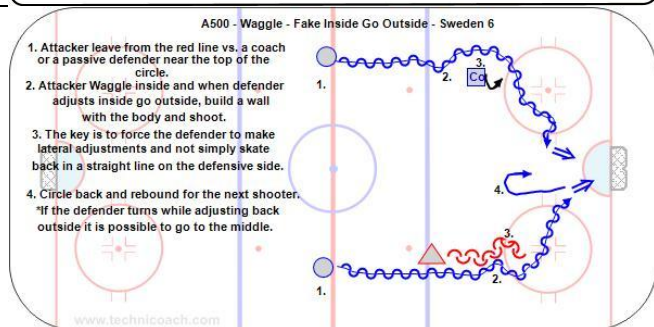 A500 - Waggle - Fake Inside Go Outside - Sweden 6
1. Attacker leave from the red line vs. a coach
or a passive defender near the top of the
circle.
2. Attacker Waggle inside and when defender
adjusts inside go outside, build a wall
with the body and shoot.
3. The key is to force the defender to make
lateral adjustments and not simply skate
back in a straight line on the defensive side.
4. Circle back and rebound for the next shooter.
*If the defender turns while adjusting back
outside it is possible to go to the middle.
1.
2.
3.
Co
4.
3.
2.
1.
www.technicoach.com